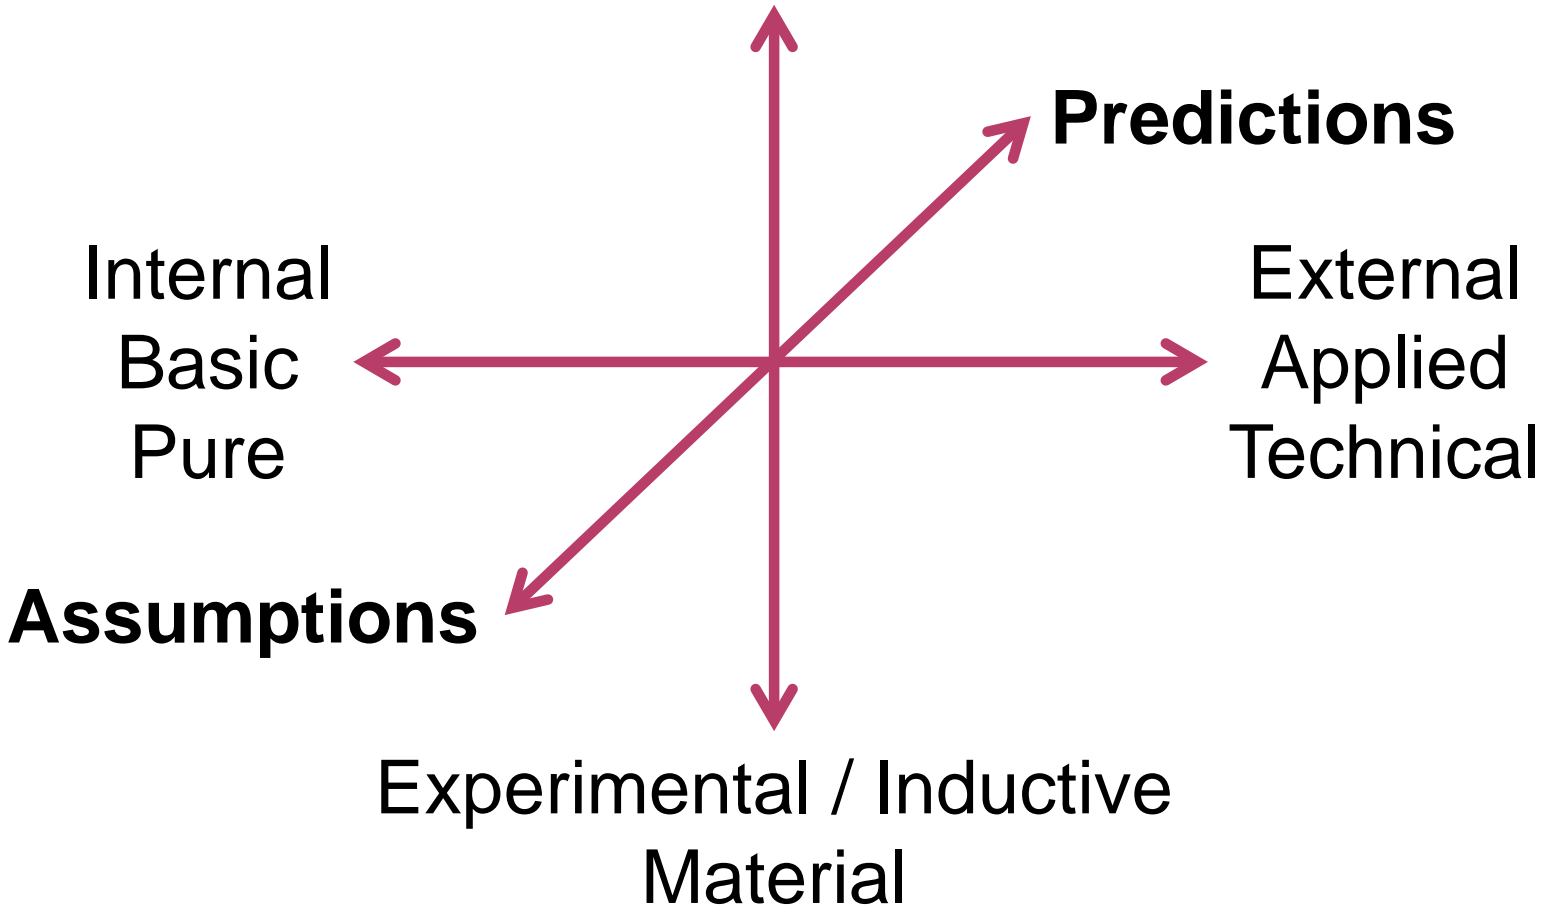 Predictions
Internal
Basic
Pure
External
Applied
Technical
Assumptions
Experimental / Inductive
Material